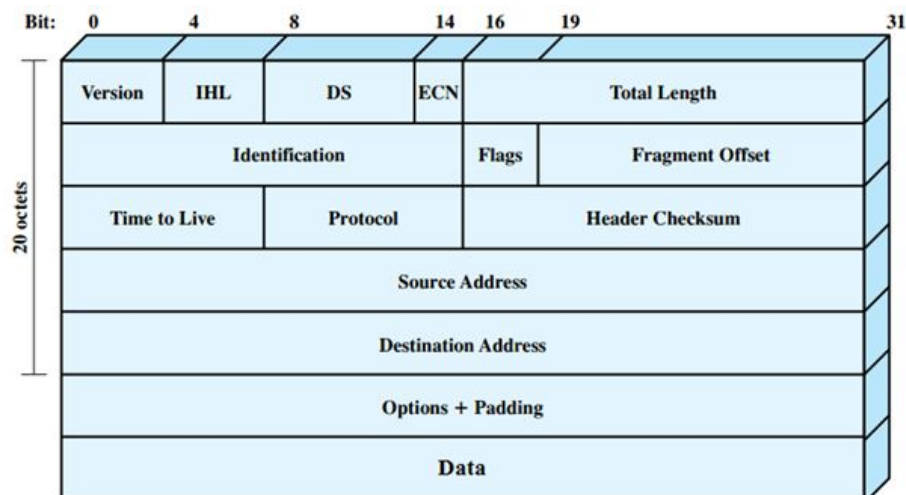 Bit: 0 4 8 14 16 19 31
Version IHL DS ECN Total Length
Identification Flags Fragment Offset
Time to Live Protocol Header Checksum
Source Address
Destination Address
Options + Padding
Data
20 octets